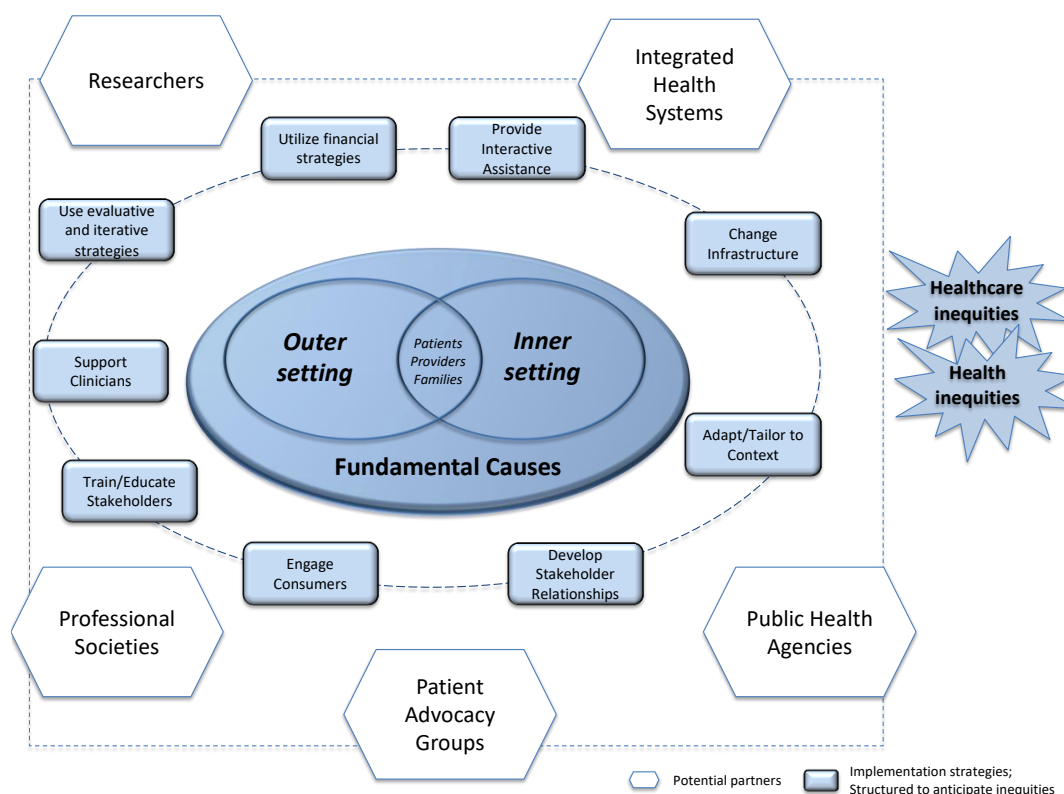 Researchers
Integrated
Health
Systems
Utilize financial
strategies
Provide
Interactive
Assistance
Use evaluative
and iterative
strategies
Change
Infrastructure
Healthcare
inequities
Health
inequities
Outer
setting
Patients
Providers
Families
Inner
setting
Support
Clinicians
Fundamental Causes
Adapt/Tailor to
Context
Train/Educate
Stakeholders
Engage
Consumers
Develop
Stakeholder
Relationships
Professional
Societies
Public Health
Agencies
Patient
Advocacy
Groups
Potential partners
Implementation strategies;
Structured to anticipate inequities